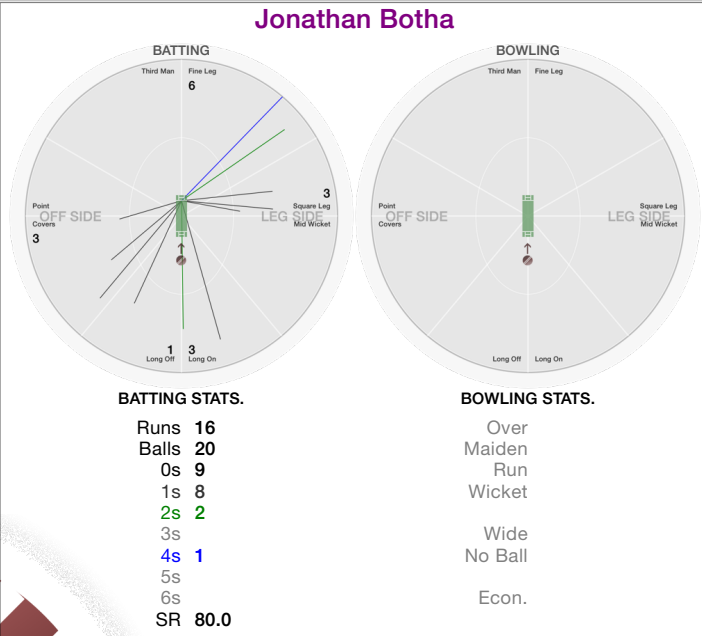 Jonathan Botha
BATTING
BOWLING
Third Man Fine Leg
6
Third Man Fine Leg
3
Point
Square Leg
OFF SIDE
LEG SIDE
Covers
Mid Wicket
3
Point
Square Leg
OFF SIDE
LEG SIDE
Covers
Mid Wicket
1 3
Long Off Long On
Long Off Long On
BATTING STATS.
Runs 16
Balls 20
0s 9
1s 8
2s 2
3s
4s 1
5s
6s
SR 80.0
BOWLING STATS.
Over
Maiden
Run
Wicket
Wide
No Ball
Econ.